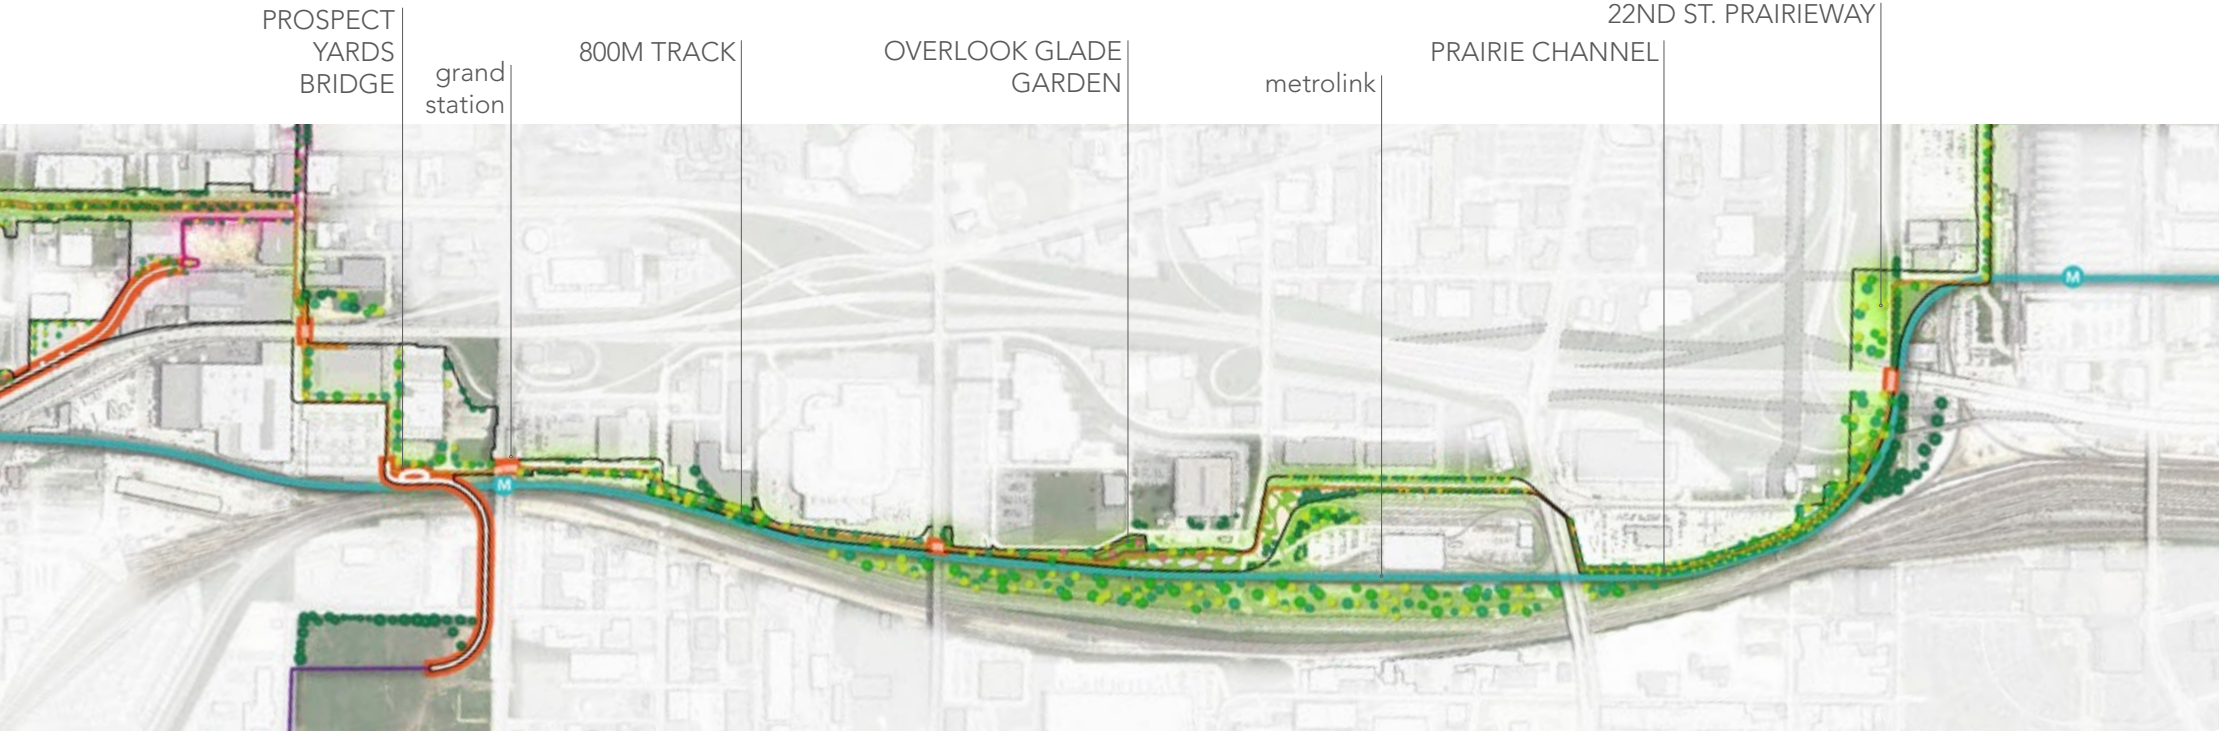 PROSPECT
YARDS
BRIDGE
grand
station
800M TRACK
OVERLOOK GLADE
GARDEN
metrolink
PRAIRIE CHANNEL
22ND ST. PRAIRIEWAY
M
M